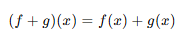 (f + g)(x) = f(x) + g(x)